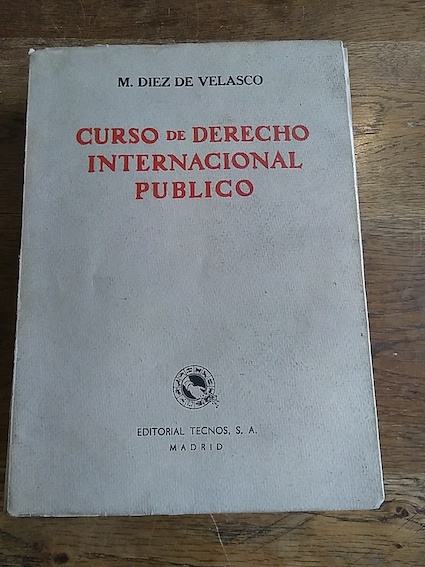 M. DIEZ DE VELASCO
CURSO DE DERECHO
INTERNACIONAL
PUBLICO
EDITORIAL TECNOS, S. A.
MADRID